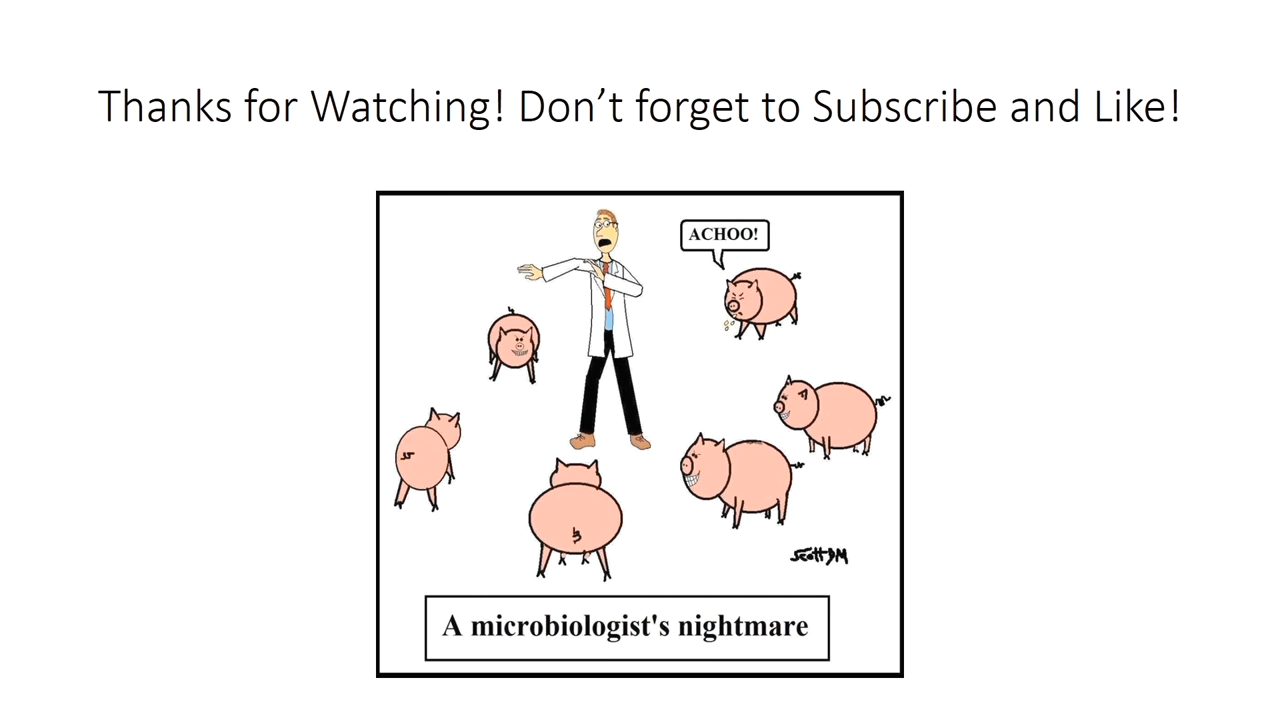 Thanks for Watching! Don’t forget to Subscribe and Like!
ACHOO!
ScottDM
A microbiologist's nightmare